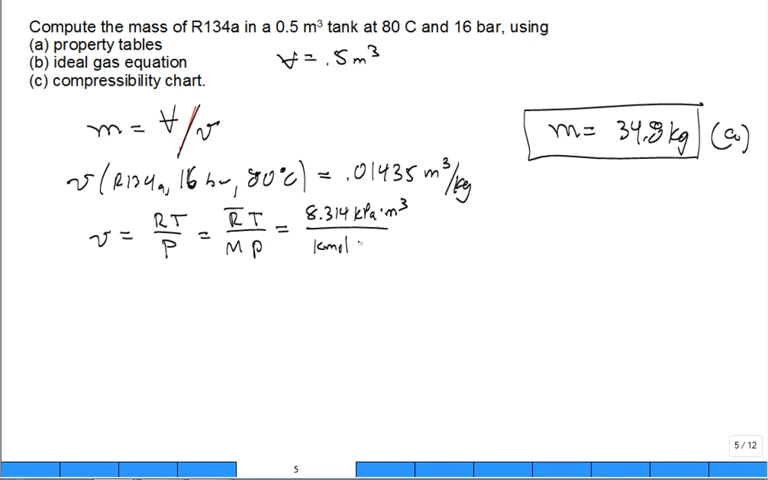 Compute the mass of R134a in a 0.5 m³ tank at 80 C and 16 bar, using
(a) property tables
(b) ideal gas equation
(c) compressibility chart.
V = .5m³
m = V/v
m = 34.8 kg (a)
v (R134a, 16 bar, 80°C) = .01435 m³/kg
v = RT/P = R̅T/MP = 8.314 kPa·m³/kmol·
5 / 12
5